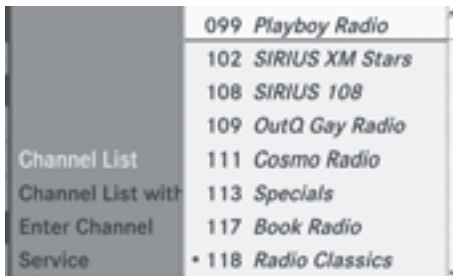 099 Playboy Radio
102 SIRIUS XM Stars
108 SIRIUS 108
109 OutQ Gay Radio
Channel List
111 Cosmo Radio
Channel List with
113 Specials
Enter Channel
117 Book Radio
Service
• 118 Radio Classics